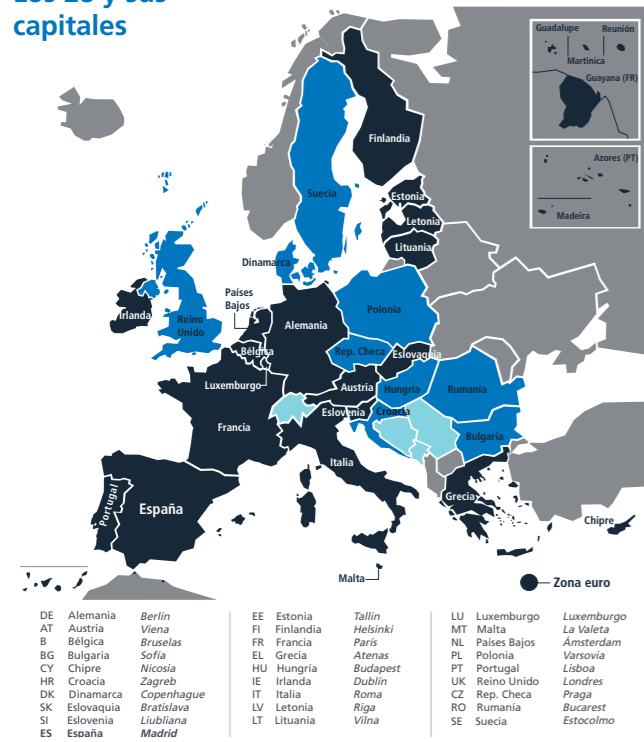 Los 28 y sus
capitales
Guadalupe
Reunión
Martinica
Guayana (FR)
Azores (PT)
Madeira
Finlandia
Suecia
Estonia
Letonia
Lituania
Dinamarca
Países
Bajos
Irlanda
Reino
Unido
Alemania
Polonia
Bélgica
Rep. Checa
Eslovaquia
Luxemburgo
Austria
Hungría
Rumanía
Eslovenia
Croacia
Francia
Bulgaria
Italia
Portugal
España
Grecia
Chipre
Malta
Zona euro
DE Alemania Berlín
AT Austria Viena
B Bélgica Bruselas
BG Bulgaria Sofía
CY Chipre Nicosia
HR Croacia Zagreb
DK Dinamarca Copenhague
SK Eslovaquia Bratislava
SI Eslovenia Liubliana
ES España Madrid
EE Estonia Tallin
FI Finlandia Helsinki
FR Francia París
EL Grecia Atenas
HU Hungría Budapest
IE Irlanda Dublín
IT Italia Roma
LV Letonia Riga
LT Lituania Vilna
LU Luxemburgo Luxemburgo
MT Malta La Valeta
NL Países Bajos Ámsterdam
PL Polonia Varsovia
PT Portugal Lisboa
UK Reino Unido Londres
CZ Rep. Checa Praga
RO Rumanía Bucarest
SE Suecia Estocolmo